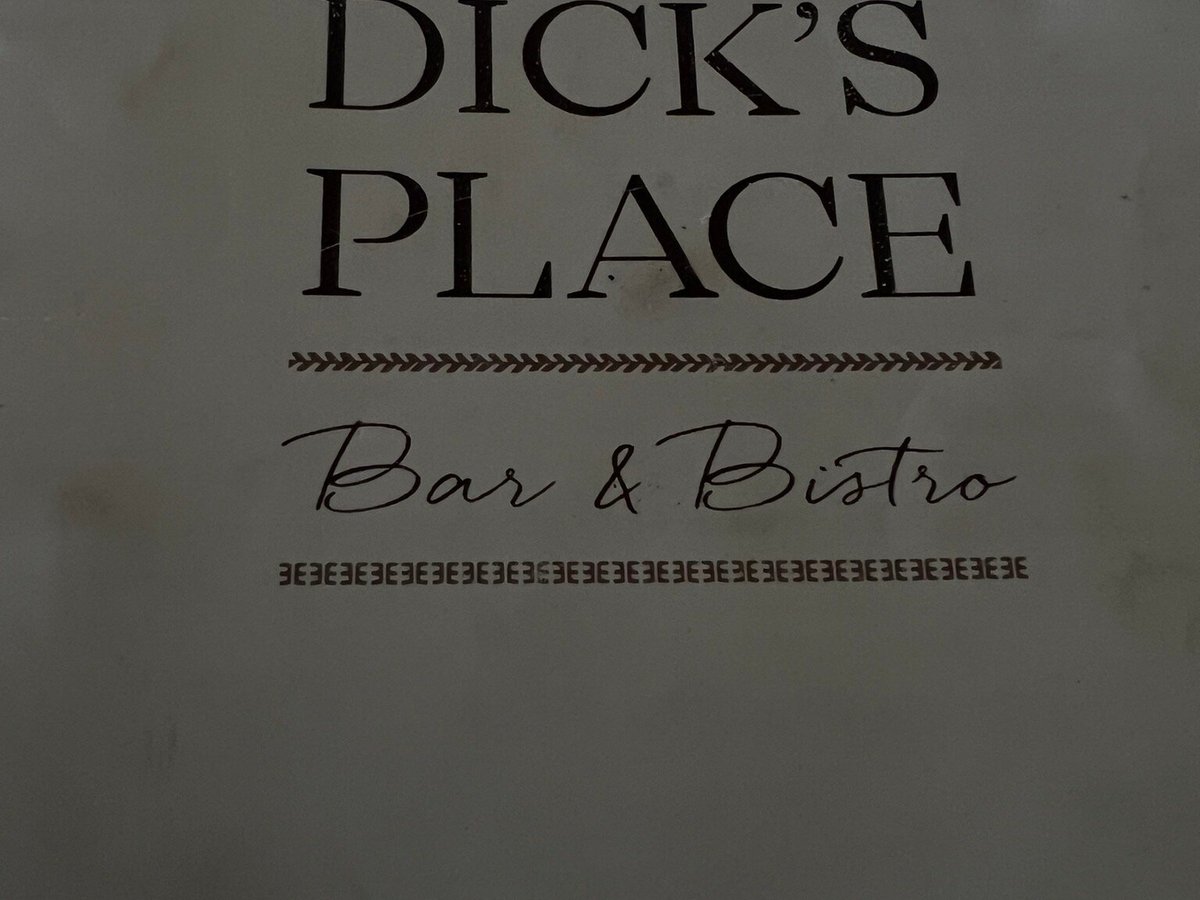 DICK'S
PLACE
Bar & Bistro